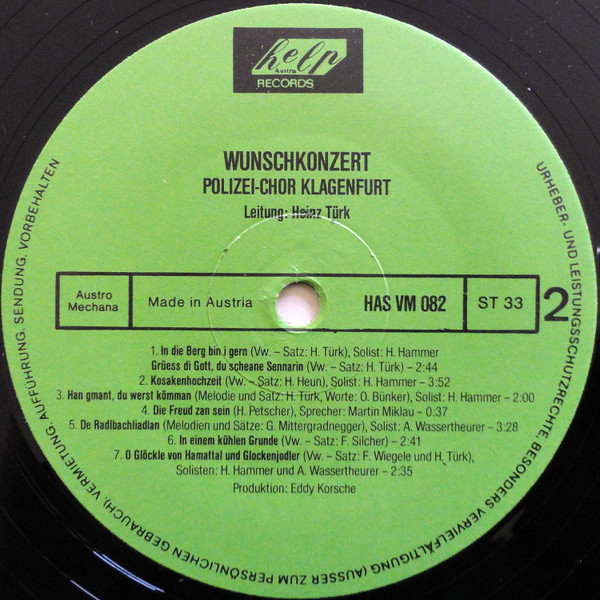 help
Austria
RECORDS
WUNSCHKONZERT
POLIZEI-CHOR KLAGENFURT
Leitung: Heinz Türk
Austro
Mechana
Made in Austria
HAS VM 082
ST 33
2
1. In die Berg bin i gern (Vw. – Satz: H. Türk), Solist: H. Hammer
Grüess di Gott, du scheane Sennarin (Vw. – Satz: H. Türk) – 2:44
2. Kosakenhochzeit (Vw. – Satz: H. Heun), Solist: H. Hammer – 3:52
3. Han gmant, du werst kömman (Melodie und Satz: H. Türk, Worte: O. Bünker), Solist: H. Hammer – 2:00
4. Die Freud zan sein (H. Petscher), Sprecher: Martin Miklau – 0:37
5. De Radlbachliadlan (Melodien und Sätze: G. Mittergradnegger), Solist: A. Wassertheurer – 3:28
6. In einem kühlen Grunde (Vw. – Satz: F. Silcher) – 2:41
7. O Glöckle von Hamattal und Glockenjodler (Vw. – Satz: F. Wiegele und H. Türk),
Solisten: H. Hammer und A. Wassertheurer – 2:35
Produktion: Eddy Korsche
URHEBER- UND LEISTUNGSSCHUTZRECHTE, BESONDERS VERVIELFÄLTIGUNG (AUSSER ZUM PERSÖNLICHEN GEBRAUCH), VERMIETUNG, AUFFÜHRUNG, SENDUNG, VORBEHALTEN